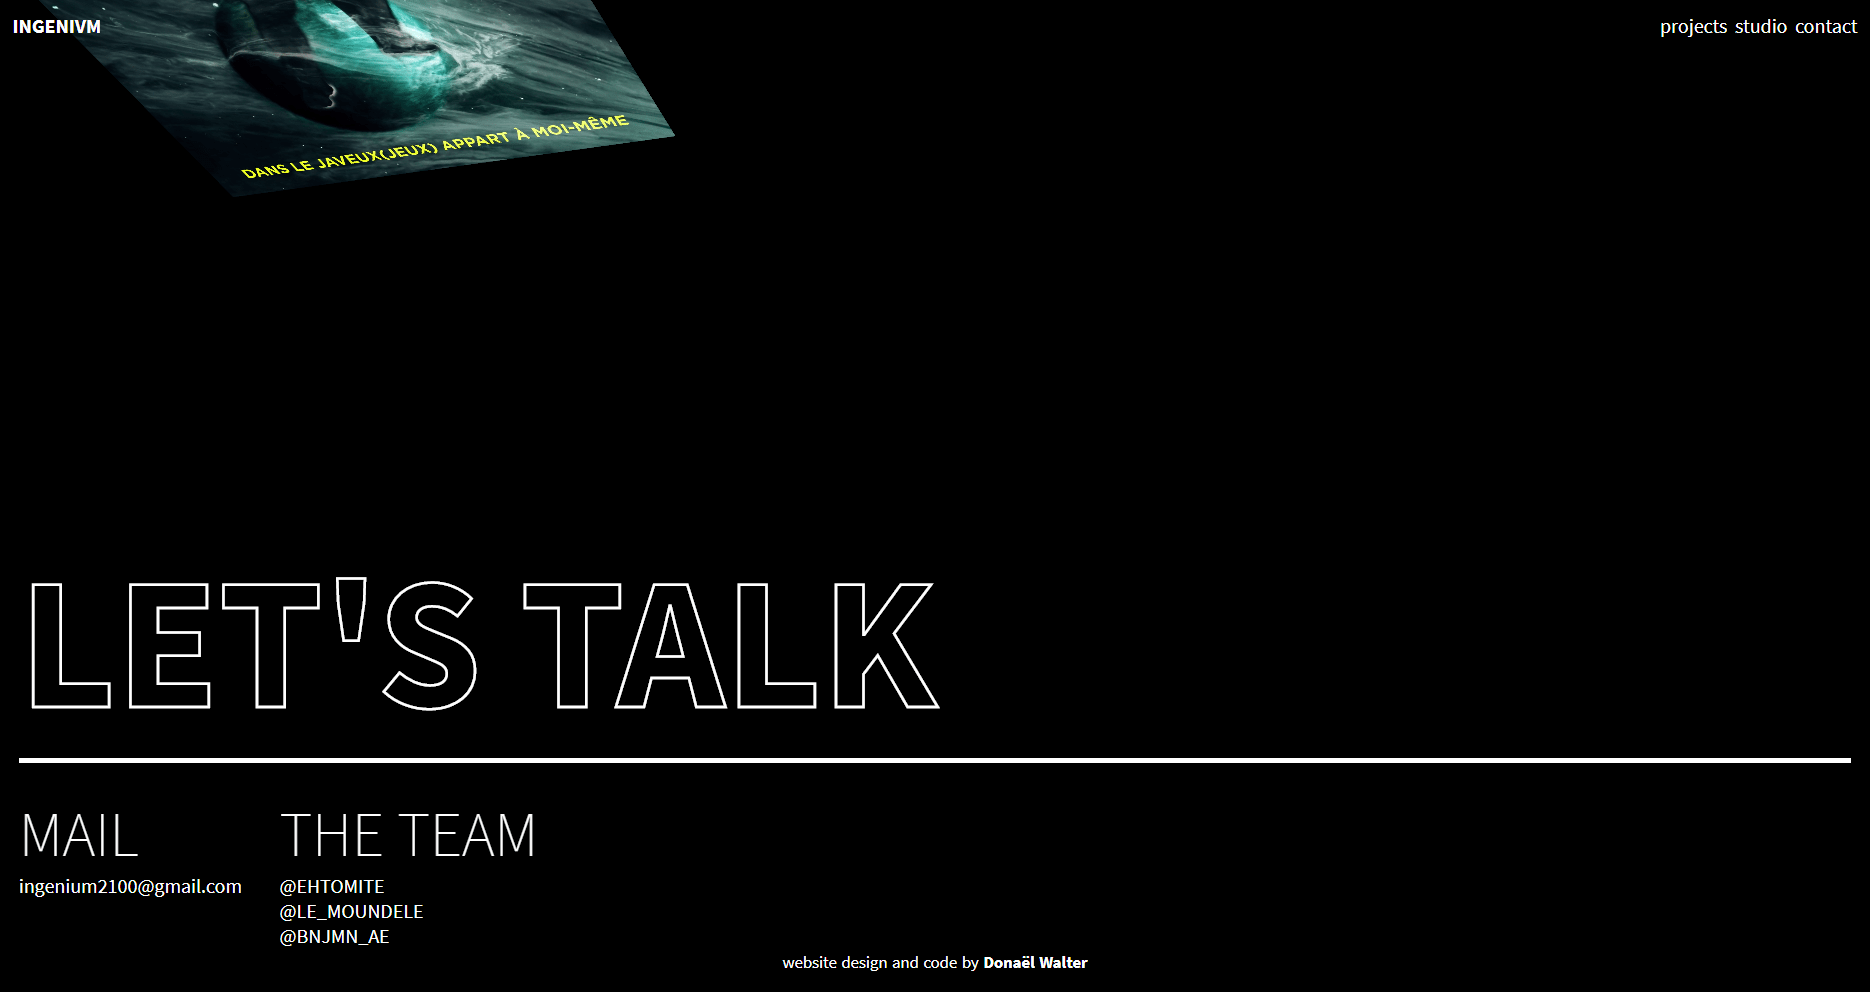 INGENIVM
projects studio contact
DANS LE JAVEUX(JEUX) APPART À MOI-MÊME
LET'S TALK
MAIL
ingenium2100@gmail.com
THE TEAM
@EHTOMITE
@LE_MOUNDELE
@BNJMN_AE
website design and code by Donaël Walter